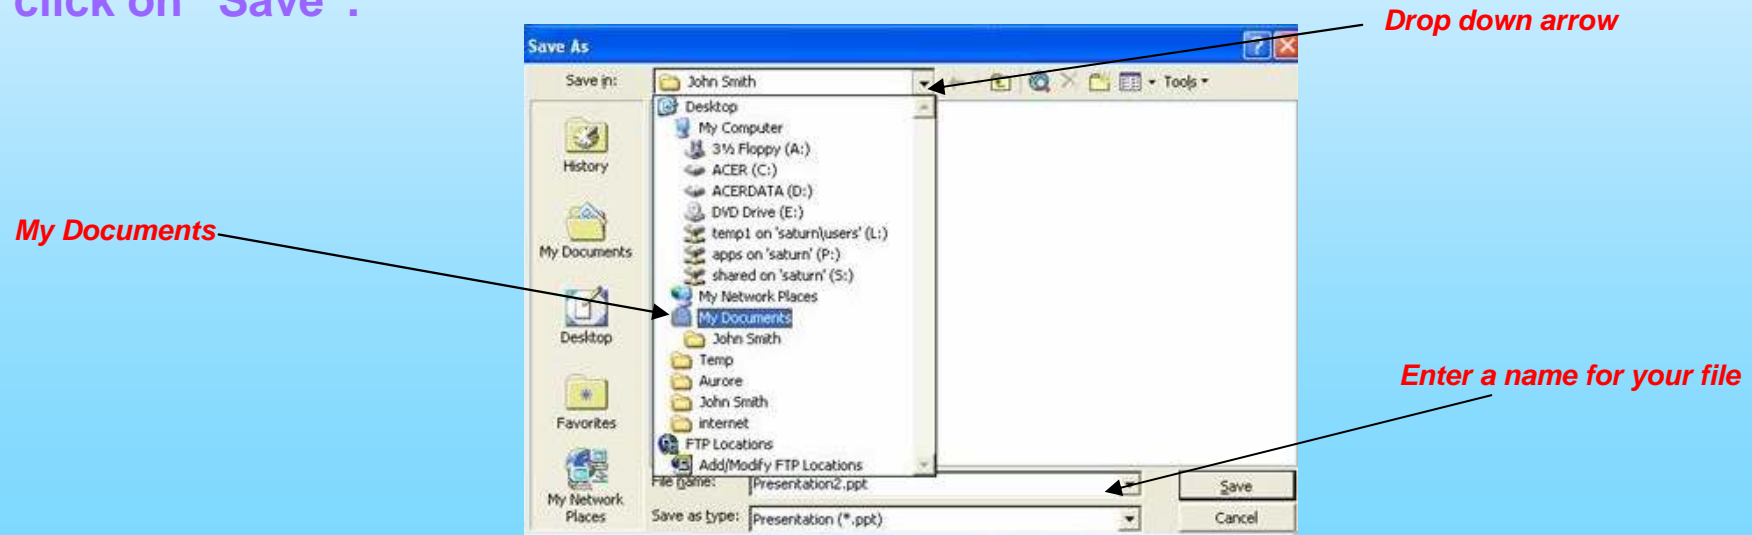 click on "Save".
Drop down arrow
Save As
Save in:
John Smith
Tools
Desktop
My Computer
3½ Floppy (A:)
ACER (C:)
ACERDATA (D:)
DVD Drive (E:)
temp1 on 'saturn\users' (L:)
apps on 'saturn' (P:)
shared on 'saturn' (S:)
My Network Places
My Documents
John Smith
Temp
Aurore
John Smith
internet
FTP Locations
Add/Modify FTP Locations
History
My Documents
Desktop
Favorites
My Network
Places
My Documents
Enter a name for your file
File name:
Presentation2.ppt
Save
Save as type:
Presentation (*.ppt)
Cancel